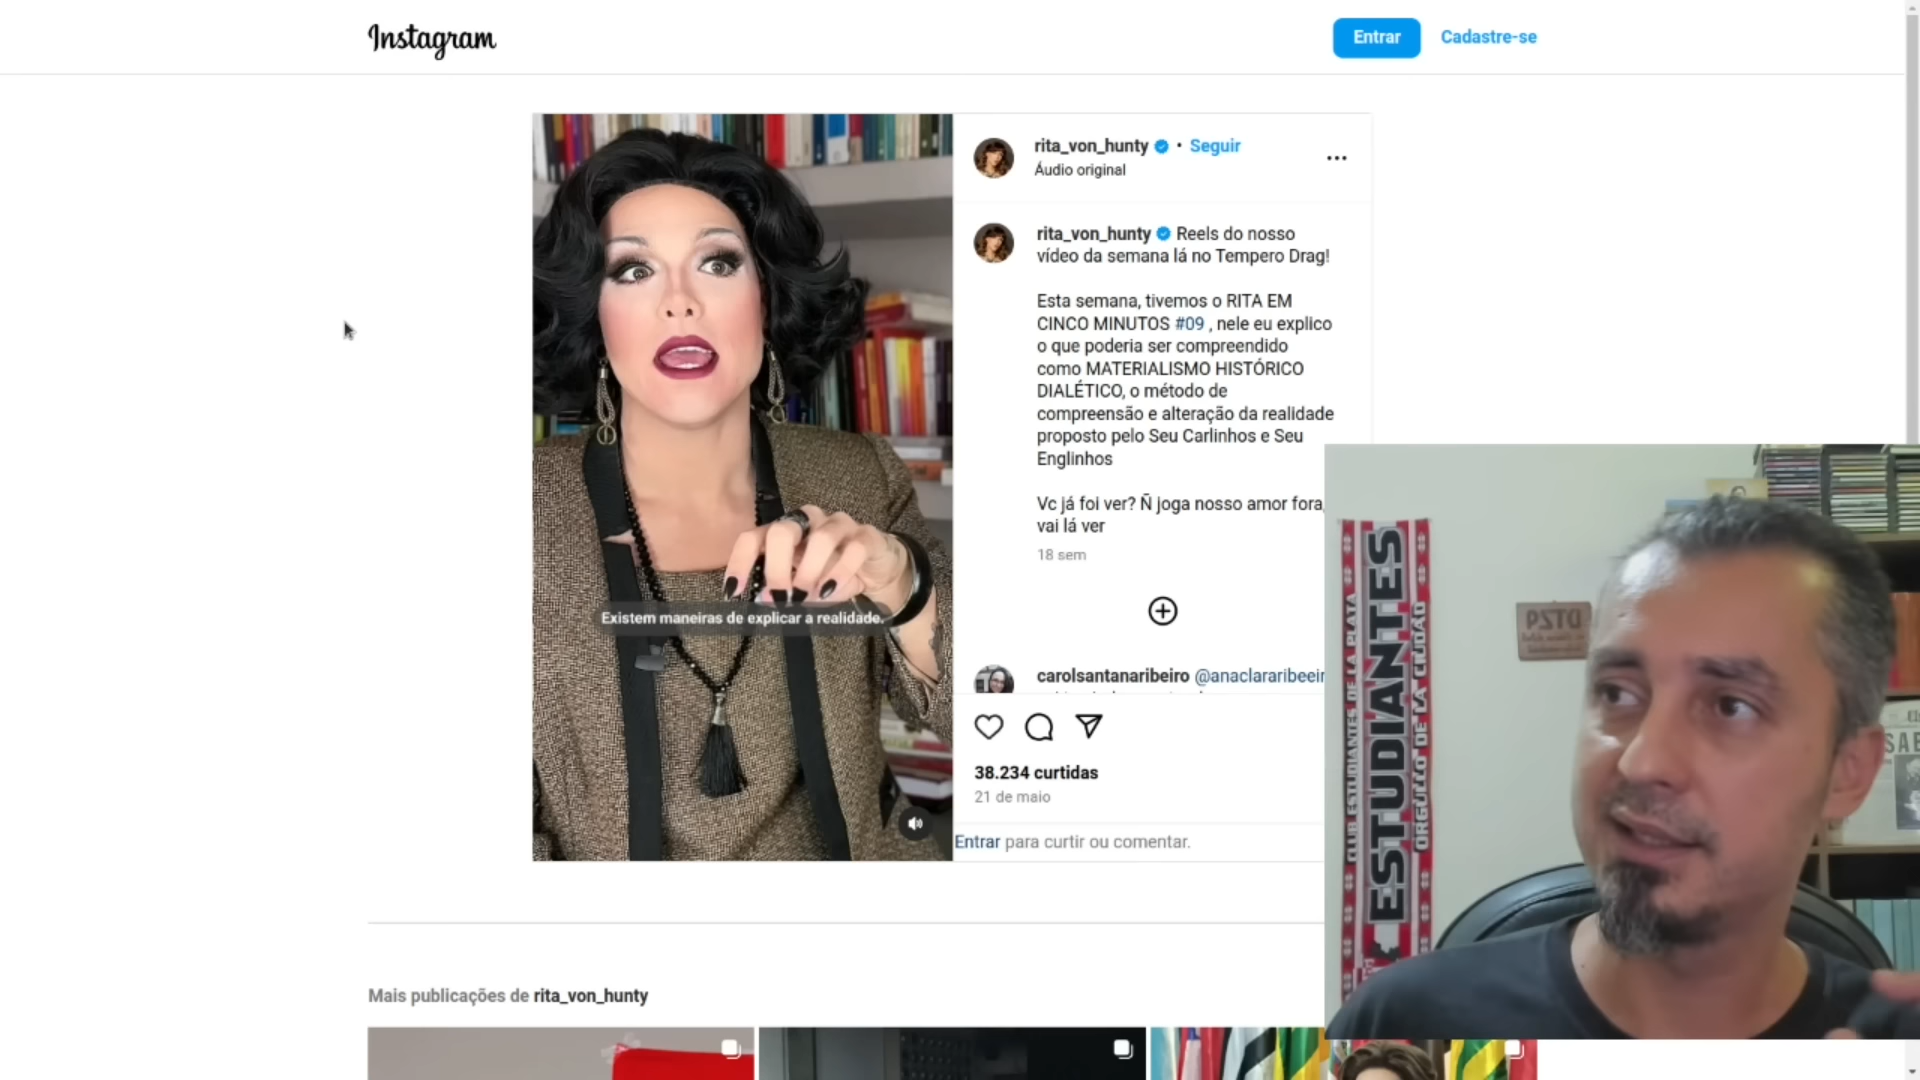 Instagram
Entrar
Cadastre-se
rita_von_hunty • Seguir
Áudio original
rita_von_hunty Reels do nosso
vídeo da semana lá no Tempero Drag!
Esta semana, tivemos o RITA EM
CINCO MINUTOS #09 , nele eu explico
o que poderia ser compreendido
como MATERIALISMO HISTÓRICO
DIALÉTICO, o método de
compreensão e alteração da realidade
proposto pelo Seu Carlinhos e Seu
Englinhos
Vc já foi ver? Ñ joga nosso amor fora,
vai lá ver
18 sem
carolsantanaribeiro @anaclararibeeir
38.234 curtidas
21 de maio
Entrar para curtir ou comentar.
Existem maneiras de explicar a realidade.
CLUB ESTUDIANTES DE LA PLATA
ESTUDIANTES
ORGULLO DE LA CIUDAD
PSTU
Mais publicações de rita_von_hunty